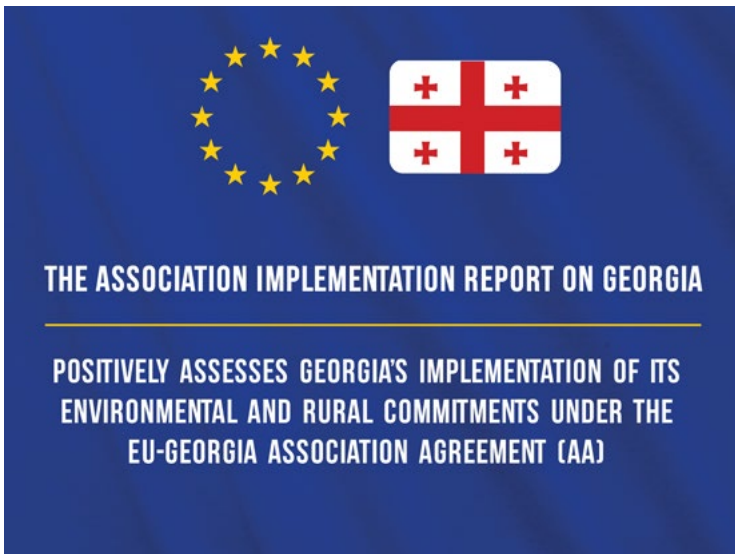 THE ASSOCIATION IMPLEMENTATION REPORT ON GEORGIA
POSITIVELY ASSESSES GEORGIA'S IMPLEMENTATION OF ITS
ENVIRONMENTAL AND RURAL COMMITMENTS UNDER THE
EU-GEORGIA ASSOCIATION AGREEMENT (AA)